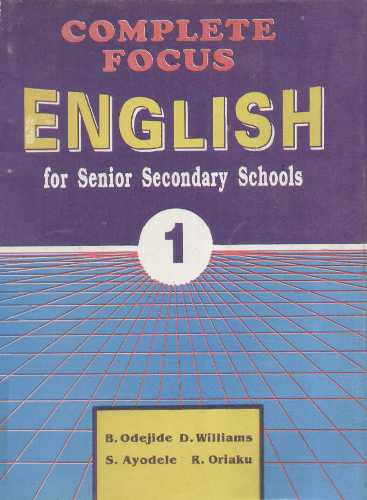 COMPLETE
FOCUS
ENGLISH
for Senior Secondary Schools
1
B. Odejide D. Williams
S. Ayodele R. Oriaku